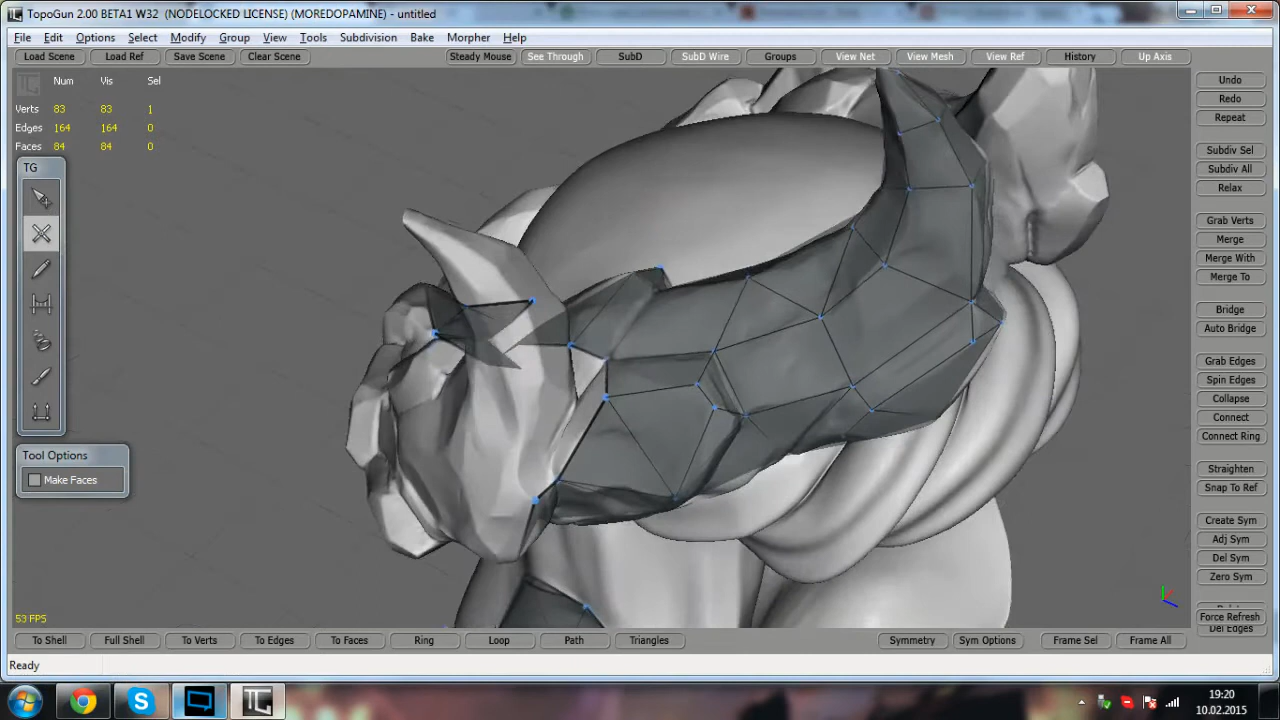 TopoGun 2.00 BETA1 W32 (NODELOCKED LICENSE) (MOREDOPAMINE) - untitled
File Edit Options Select Modify Group View Tools Subdivision Bake Morpher Help
Load Scene Load Ref Save Scene Clear Scene Steady Mouse See Through SubD SubD Wire Groups View Net View Mesh View Ref History Up Axis
Num Vis Sel
Verts 83 83 1
Edges 164 164 0
Faces 84 84 0
TG
Tool Options
Make Faces
53 FPS
Undo
Redo
Repeat
Subdiv Sel
Subdiv All
Relax
Grab Verts
Merge
Merge With
Merge To
Bridge
Auto Bridge
Grab Edges
Spin Edges
Collapse
Connect
Connect Ring
Straighten
Snap To Ref
Create Sym
Adj Sym
Del Sym
Zero Sym
Force Refresh
Del Edges
To Shell Full Shell To Verts To Edges To Faces Ring Loop Path Triangles Symmetry Sym Options Frame Sel Frame All
Ready
19:20
10.02.2015